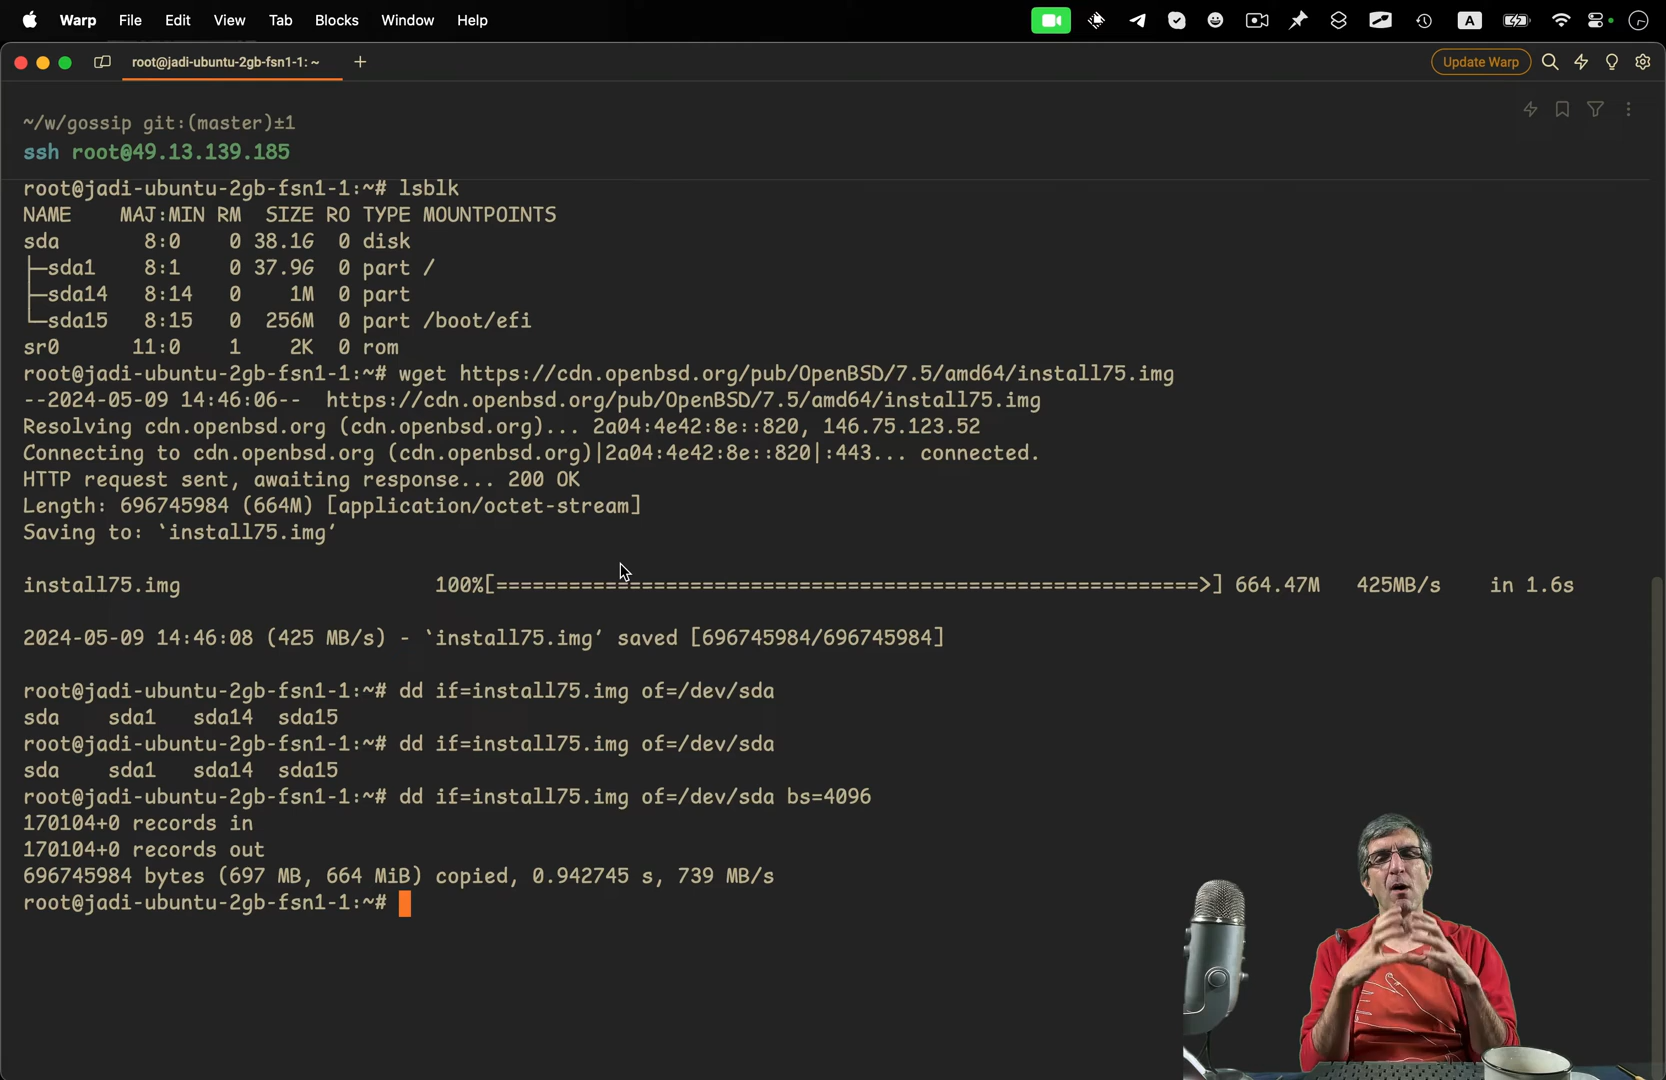 Warp File Edit View Tab Blocks Window Help A
root@jadi-ubuntu-2gb-fsn1-1: ~ + Update Warp
~/w/gossip git:(master)±1
ssh root@49.13.139.185
root@jadi-ubuntu-2gb-fsn1-1:~# lsblk
NAME    MAJ:MIN RM  SIZE RO TYPE MOUNTPOINTS
sda       8:0    0 38.1G  0 disk
├─sda1    8:1    0 37.9G  0 part /
├─sda14   8:14   0    1M  0 part
└─sda15   8:15   0  256M  0 part /boot/efi
sr0      11:0    1    2K  0 rom
root@jadi-ubuntu-2gb-fsn1-1:~# wget https://cdn.openbsd.org/pub/OpenBSD/7.5/amd64/install75.img
--2024-05-09 14:46:06--  https://cdn.openbsd.org/pub/OpenBSD/7.5/amd64/install75.img
Resolving cdn.openbsd.org (cdn.openbsd.org)... 2a04:4e42:8e::820, 146.75.123.52
Connecting to cdn.openbsd.org (cdn.openbsd.org)|2a04:4e42:8e::820|:443... connected.
HTTP request sent, awaiting response... 200 OK
Length: 696745984 (664M) [application/octet-stream]
Saving to: ‘install75.img’
install75.img 100%[==========================================================>] 664.47M 425MB/s in 1.6s
2024-05-09 14:46:08 (425 MB/s) - ‘install75.img’ saved [696745984/696745984]
root@jadi-ubuntu-2gb-fsn1-1:~# dd if=install75.img of=/dev/sda
sda    sda1   sda14  sda15
root@jadi-ubuntu-2gb-fsn1-1:~# dd if=install75.img of=/dev/sda
sda    sda1   sda14  sda15
root@jadi-ubuntu-2gb-fsn1-1:~# dd if=install75.img of=/dev/sda bs=4096
170104+0 records in
170104+0 records out
696745984 bytes (697 MB, 664 MiB) copied, 0.942745 s, 739 MB/s
root@jadi-ubuntu-2gb-fsn1-1:~#